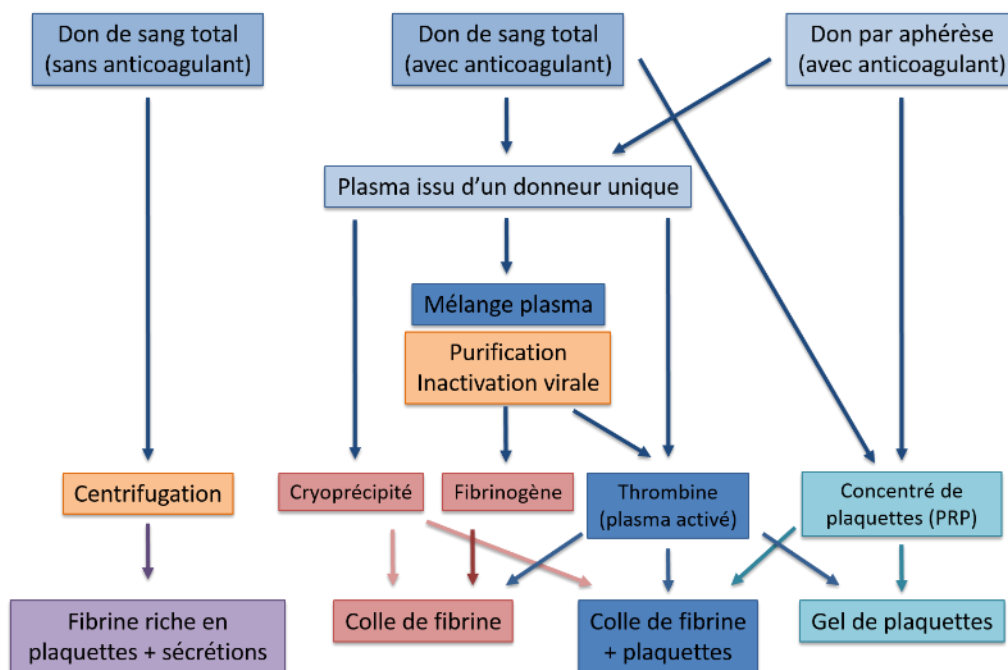 Don de sang total
(sans anticoagulant)
Don de sang total
(avec anticoagulant)
Don par aphérèse
(avec anticoagulant)
Plasma issu d'un donneur unique
Mélange plasma
Purification
Inactivation virale
Centrifugation
Cryoprécipité
Fibrinogène
Thrombine
(plasma activé)
Concentré de
plaquettes (PRP)
Fibrine riche en
plaquettes + sécrétions
Colle de fibrine
Colle de fibrine
+ plaquettes
Gel de plaquettes